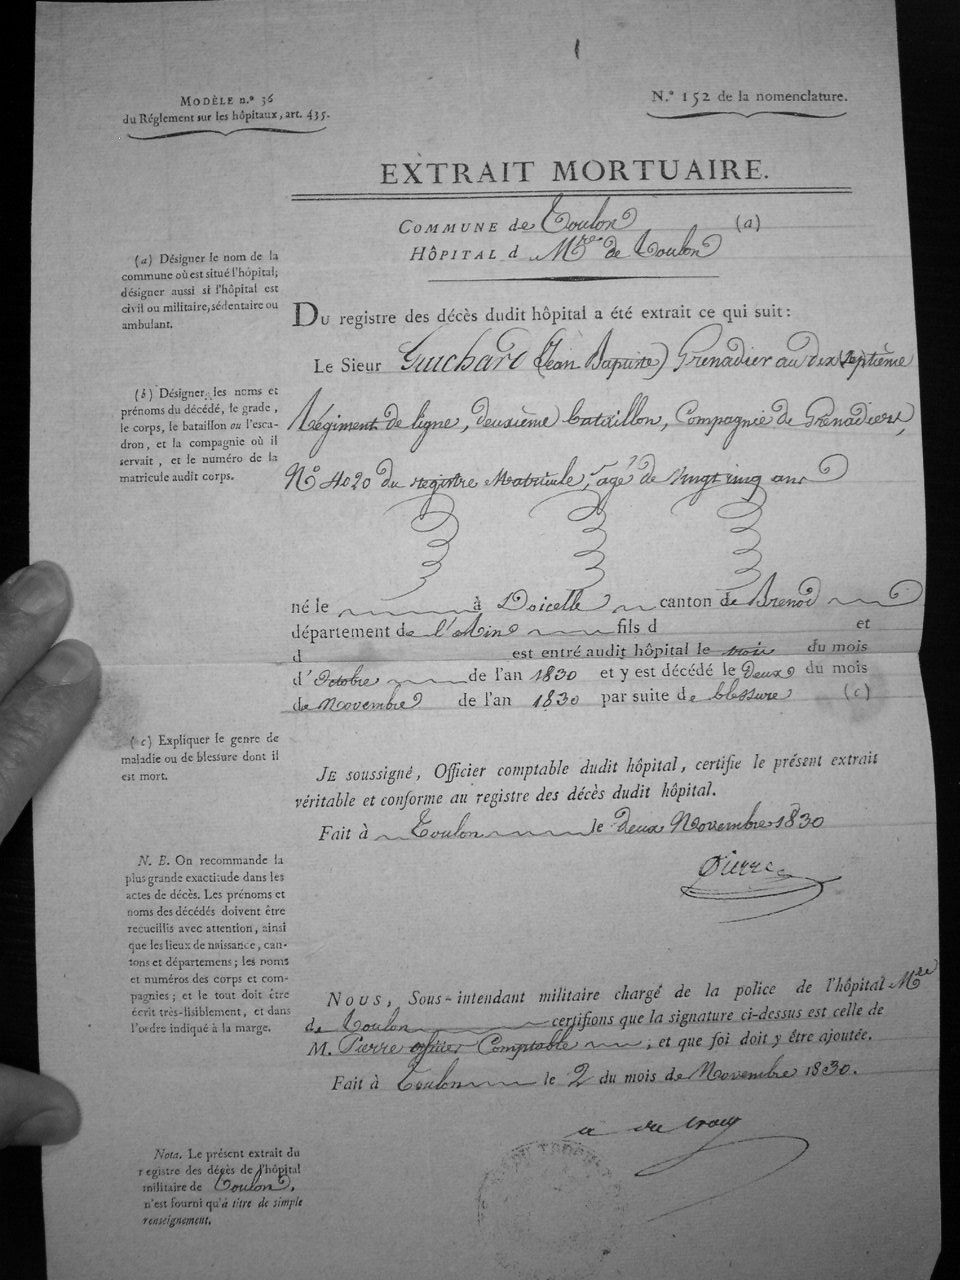 MODÈLE n.º 36
du Réglement sur les hôpitaux, art. 435.
N.º 152 de la nomenclature.
EXTRAIT MORTUAIRE.
COMMUNE de Toulon (a)
HÔPITAL d Mre de Toulon
(a) Désigner le nom de la
commune où est situé l'hôpital;
désigner aussi si l'hôpital est
civil ou militaire, sédentaire ou
ambulant.
DU registre des décès dudit hôpital a été extrait ce qui suit:
Le Sieur Guichard (Jean Baptiste) Grenadier au dix Septième
Régiment de ligne, deuxième bataillon, Compagnie de Grenadiers,
Nº 4020 du registre Matricule, agé de vingt cinq ans
(b) Désigner les noms et
prénoms du décédé, le grade,
le corps, le bataillon ou l'esca-
dron, et la compagnie où il
servait, et le numéro de la
matricule audit corps.
né le à canton de Brenod
département de l'Ain fils d et
d est entré audit hôpital le trois du mois
d'Octobre de l'an 1830 et y est décédé le Deux du mois
de Novembre de l'an 1830 par suite de blessure (c)
(c) Expliquer le genre de
maladie ou de blessure dont il
est mort.
JE soussigné, Officier comptable dudit hôpital, certifie le présent extrait
véritable et conforme au registre des décès dudit hôpital.
Fait à Toulon le deux Novembre 1830
Pierre
N. B. On recommande la
plus grande exactitude dans les
actes de décès. Les prénoms et
noms des décédés doivent être
recueillis avec attention, ainsi
que les lieux de naissance, can-
tons et départemens; les noms
et numéros des corps et com-
pagnies; et le tout doit être
écrit très-lisiblement, et dans
l'ordre indiqué à la marge.
NOUS, Sous-intendant militaire chargé de la police de l'hôpital Mre
de Toulon certifions que la signature ci-dessus est celle de
M. Pierre officier Comptable ; et que foi doit y être ajoutée.
Fait à Toulon le 2 du mois de Novembre 1830.
Nota. Le présent extrait du
registre des décès de l'hôpital
militaire de Toulon,
n'est fourni qu'à titre de simple
renseignement.